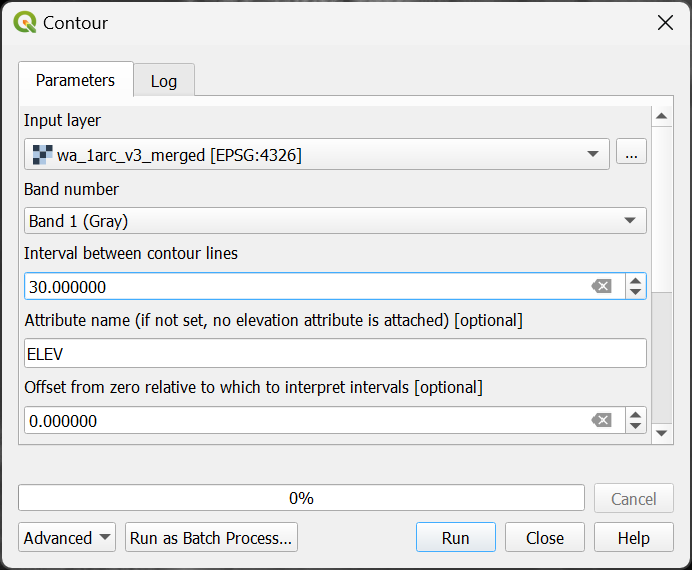 Contour
Parameters
Log
Input layer
wa_1arc_v3_merged [EPSG:4326]
...
Band number
Band 1 (Gray)
Interval between contour lines
30.000000
Attribute name (if not set, no elevation attribute is attached) [optional]
ELEV
Offset from zero relative to which to interpret intervals [optional]
0.000000
0%
Cancel
Advanced
Run as Batch Process...
Run
Close
Help